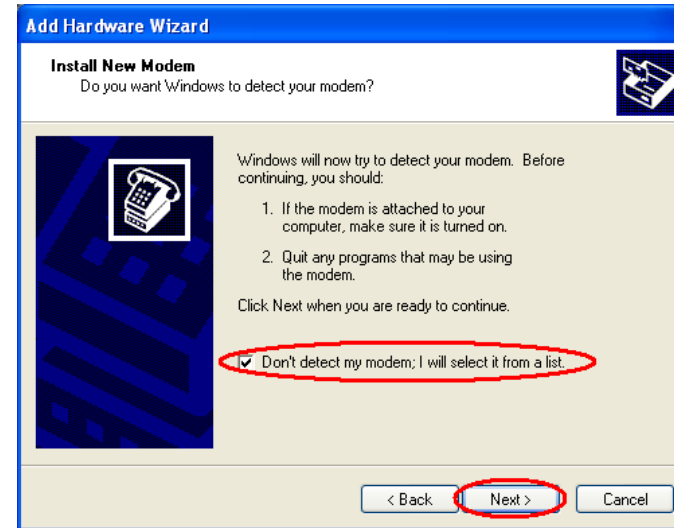 Add Hardware Wizard
Install New Modem
Do you want Windows to detect your modem?
Windows will now try to detect your modem. Before
continuing, you should:
1. If the modem is attached to your
computer, make sure it is turned on.
2. Quit any programs that may be using
the modem.
Click Next when you are ready to continue.
Don't detect my modem; I will select it from a list.
< Back Next > Cancel